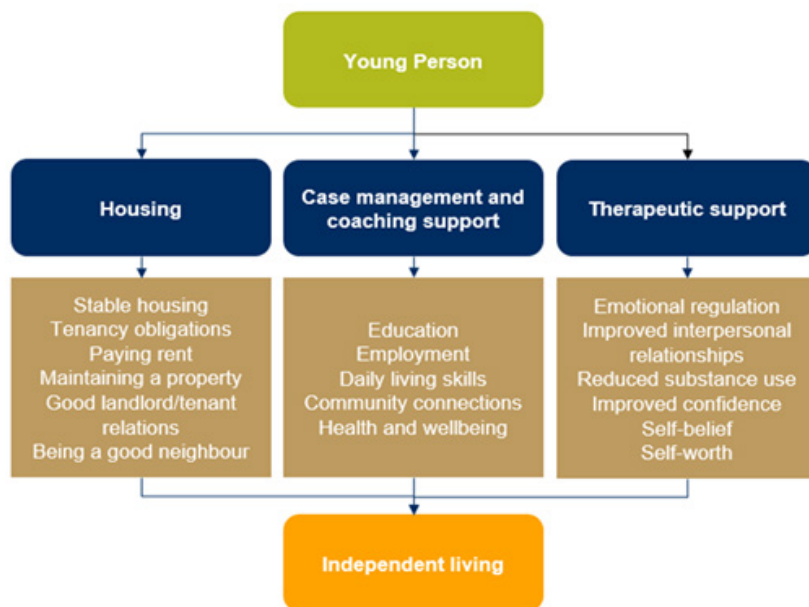 Young Person
Housing
Case management and
coaching support
Therapeutic support
Stable housing
Tenancy obligations
Paying rent
Maintaining a property
Good landlord/tenant
relations
Being a good neighbour
Education
Employment
Daily living skills
Community connections
Health and wellbeing
Emotional regulation
Improved interpersonal
relationships
Reduced substance use
Improved confidence
Self-belief
Self-worth
Independent living